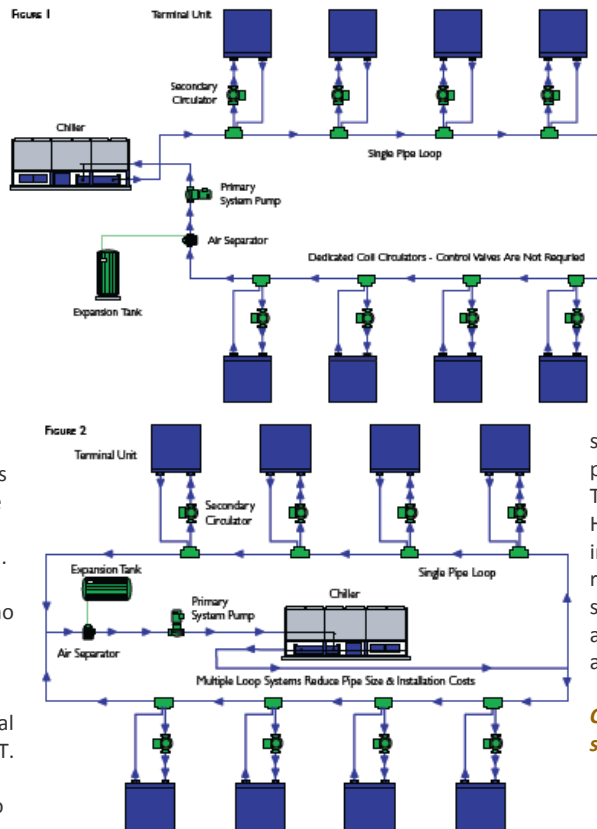 FIGURE 1
Terminal Unit
Secondary
Circulator
Chiller
Single Pipe Loop
Primary
System Pump
Air Separator
Dedicated Coil Circulators - Control Valves Are Not Requried
Expansion Tank
FIGURE 2
Terminal Unit
Secondary
Circulator
Expansion Tank
Single Pipe Loop
Primary
System Pump
Chiller
Air Separator
Multiple Loop Systems Reduce Pipe Size & Installation Costs